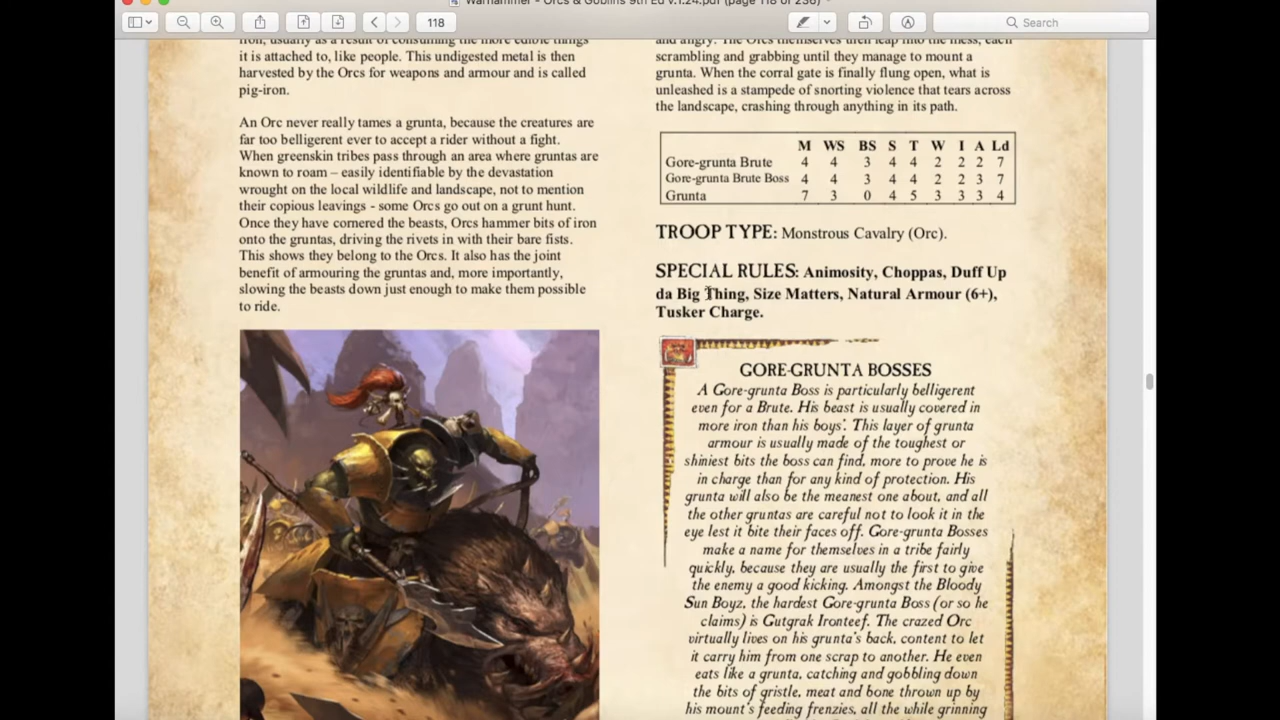 Warhammer - Orcs & Goblins 9th Ed v.1.24.pdf (page 118 of 236)
118
Search
iron, usually as a result of consuming the more edible things
it is attached to, like people. This undigested metal is then
harvested by the Orcs for weapons and armour and is called
pig-iron.
An Orc never really tames a grunta, because the creatures are
far too belligerent ever to accept a rider without a fight.
When greenskin tribes pass through an area where gruntas are
known to roam – easily identifiable by the devastation
wrought on the local wildlife and landscape, not to mention
their copious leavings - some Orcs go out on a grunt hunt.
Once they have cornered the beasts, Orcs hammer bits of iron
onto the gruntas, driving the rivets in with their bare fists.
This shows they belong to the Orcs. It also has the joint
benefit of armouring the gruntas and, more importantly,
slowing the beasts down just enough to make them possible
to ride.
and angry. The Orcs themselves then leap into the mess, each
scrambling and grabbing until they manage to mount a
grunta. When the corral gate is finally flung open, what is
unleashed is a stampede of snorting violence that tears across
the landscape, crashing through anything in its path.
M WS BS S T W I A Ld
Gore-grunta Brute 4 4 3 4 4 2 2 2 7
Gore-grunta Brute Boss 4 4 3 4 4 2 2 3 7
Grunta 7 3 0 4 5 3 3 3 4
TROOP TYPE: Monstrous Cavalry (Orc).
SPECIAL RULES: Animosity, Choppas, Duff Up
da Big Thing, Size Matters, Natural Armour (6+),
Tusker Charge.
GORE-GRUNTA BOSSES
A Gore-grunta Boss is particularly belligerent
even for a Brute. His beast is usually covered in
more iron than his boys'. This layer of grunta
armour is usually made of the toughest or
shiniest bits the boss can find, more to prove he is
in charge than for any kind of protection. His
grunta will also be the meanest one about, and all
the other gruntas are careful not to look it in the
eye lest it bite their faces off. Gore-grunta Bosses
make a name for themselves in a tribe fairly
quickly, because they are usually the first to give
the enemy a good kicking. Amongst the Bloody
Sun Boyz, the hardest Gore-grunta Boss (or so he
claims) is Gutgrak Ironteef. The crazed Orc
virtually lives on his grunta's back, content to let
it carry him from one scrap to another. He even
eats like a grunta, catching and gobbling down
the bits of gristle, meat and bone thrown up by
his mount's feeding frenzies, all the while grinning